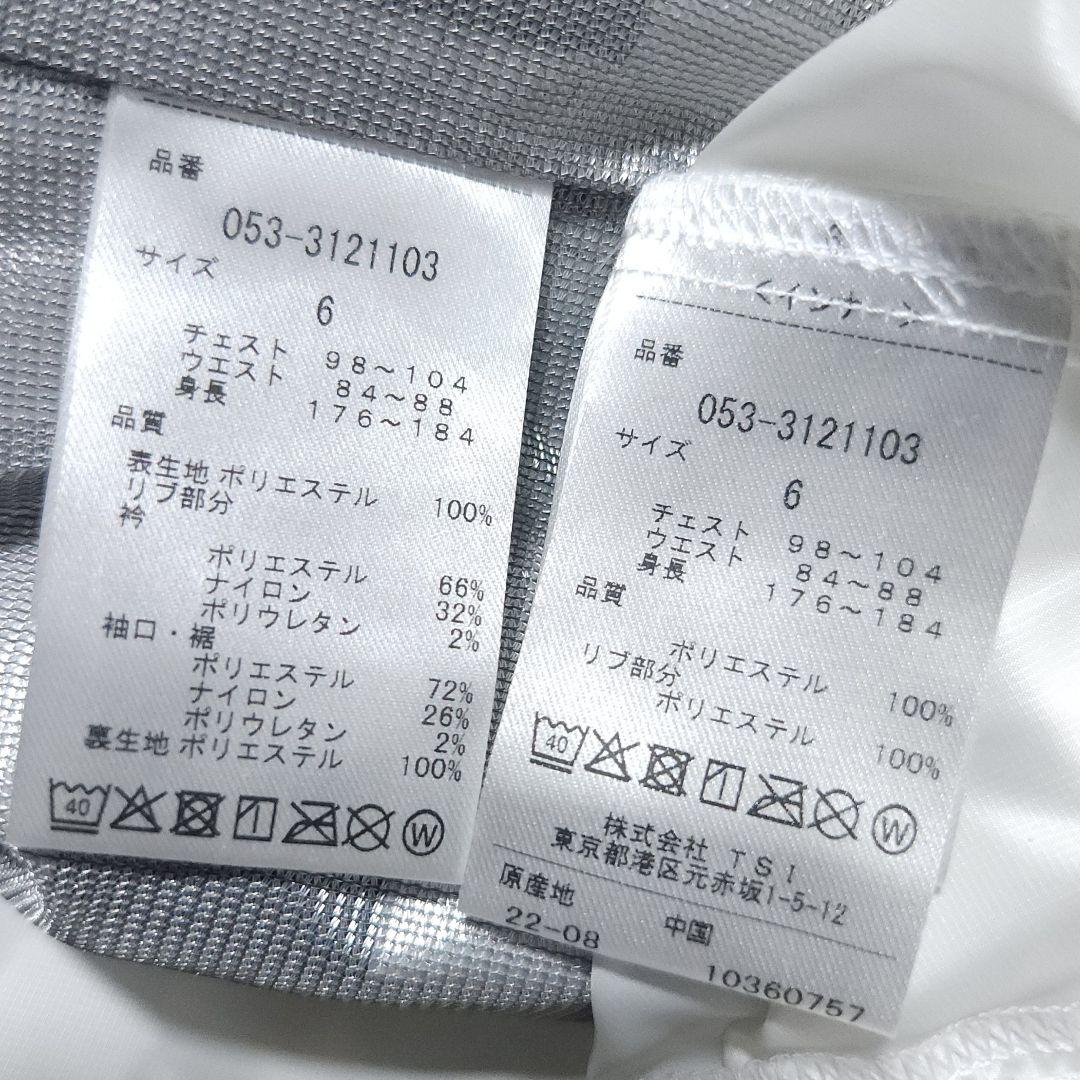 品番
053-3121103
サイズ
6
チェスト 98～104
ウエスト 84～88
身長 176～184
品質
表生地 ポリエステル 100%
リブ部分
衿
ポリエステル 66%
ナイロン 32%
ポリウレタン 2%
袖口・裾
ポリエステル 72%
ナイロン 26%
ポリウレタン 2%
裏生地 ポリエステル 100%
40
W
<インナー>
品番
053-3121103
サイズ
6
チェスト 98～104
ウエスト 84～88
身長 176～184
品質
ポリエステル 100%
リブ部分
ポリエステル 100%
40
W
株式会社 TSI
東京都港区元赤坂1-5-12
原産地 中国
22-08
10360757